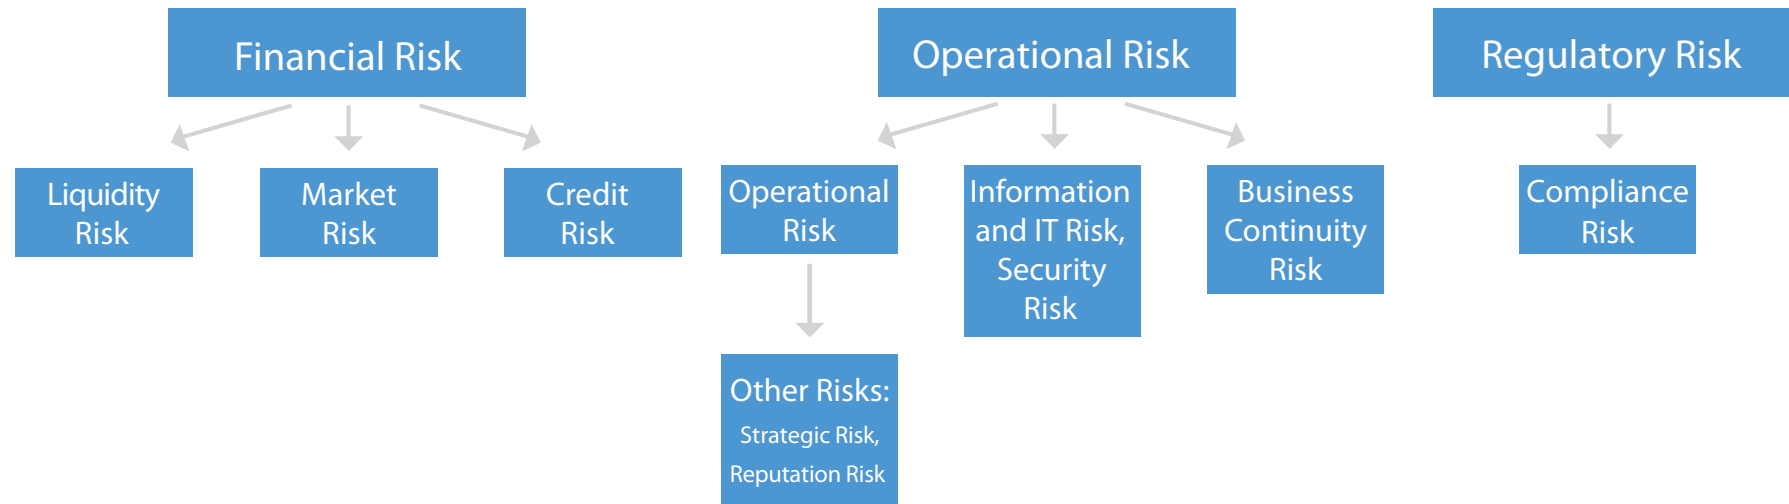 Financial Risk
Operational Risk
Regulatory Risk
Liquidity
Risk
Market
Risk
Credit
Risk
Operational
Risk
Information
and IT Risk,
Security
Risk
Business
Continuity
Risk
Compliance
Risk
Other Risks:
Strategic Risk,
Reputation Risk